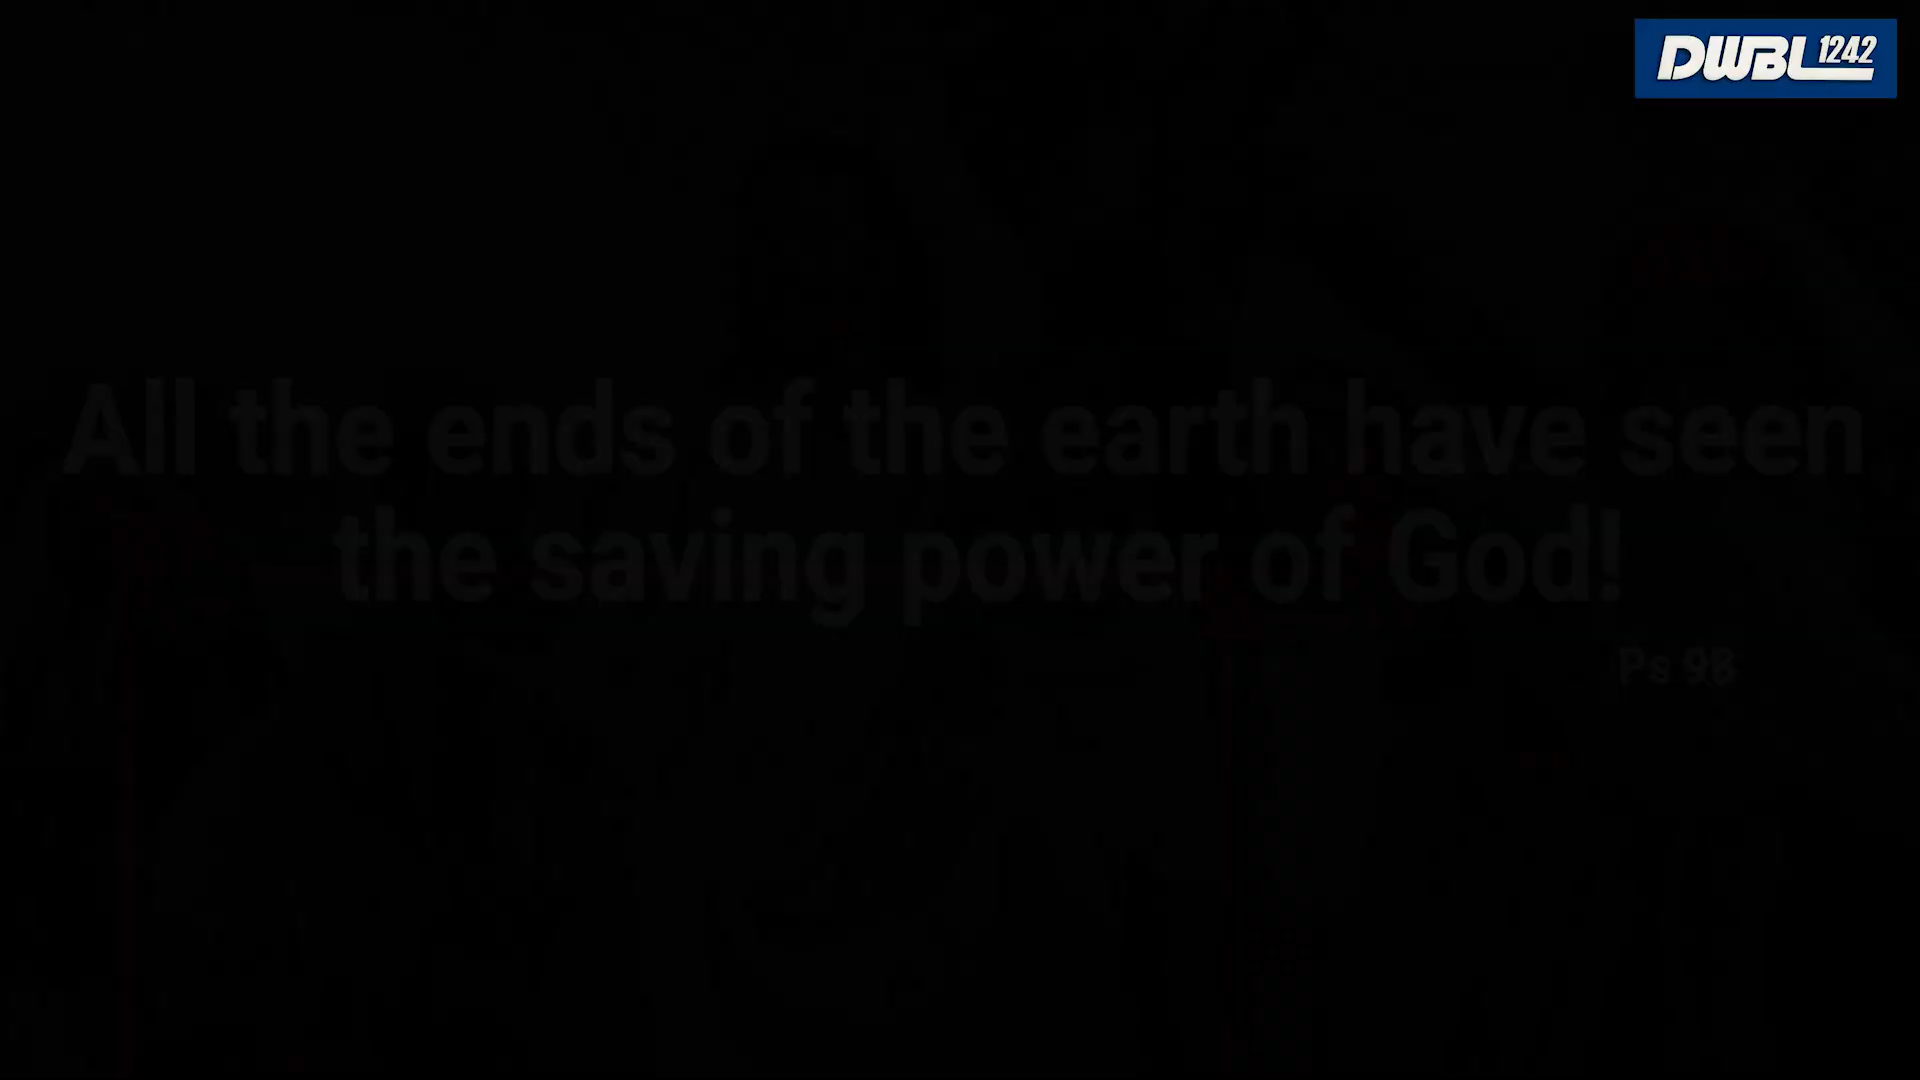 DWBL 1242
All the ends of the earth have seen
the saving power of God!
Ps 98